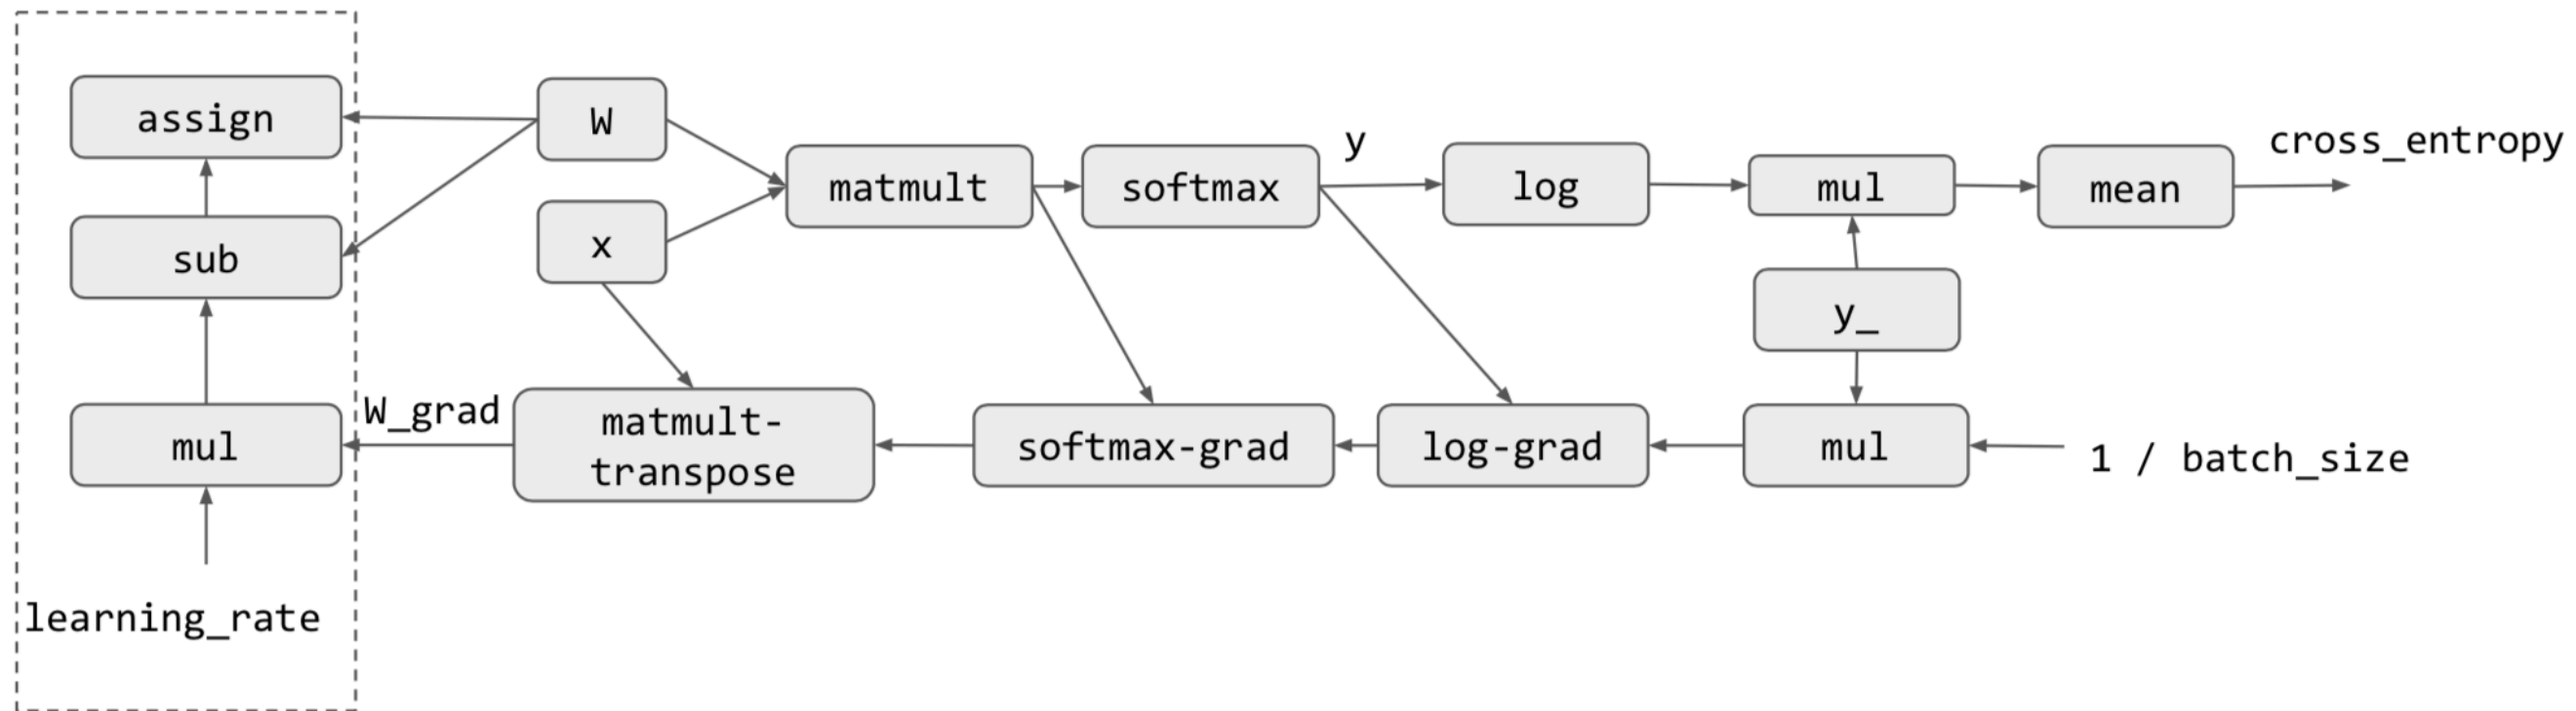 assign
W
y
cross_entropy
matmult
softmax
log
mul
mean
sub
x
y_
W_grad
mul
matmult-
transpose
softmax-grad
log-grad
mul
1 / batch_size
learning_rate